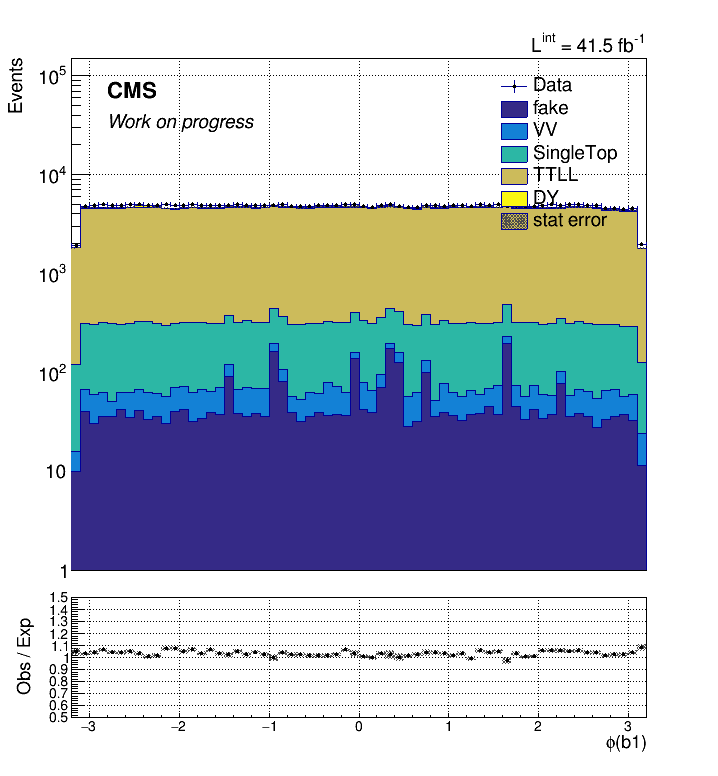 L^int = 41.5 fb^-1
Events
10^5
10^4
10^3
10^2
10
1
CMS
Work on progress
Data
fake
VV
SingleTop
TTLL
DY
stat error
Obs / Exp
1.5
1.4
1.3
1.2
1.1
1
0.9
0.8
0.7
0.6
0.5
−3 −2 −1 0 1 2 3
ϕ(b1)